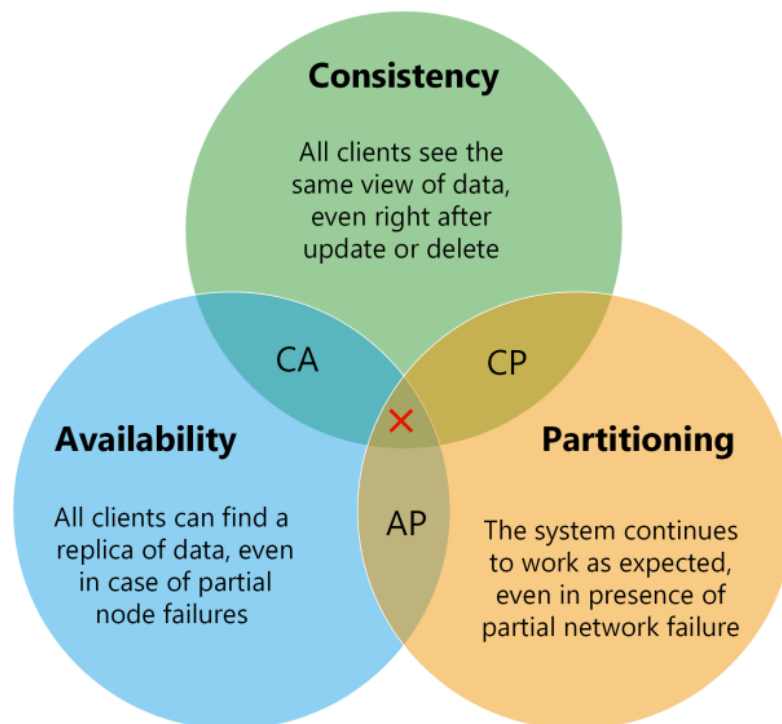 Consistency
All clients see the
same view of data,
even right after
update or delete
CA
CP
Availability
All clients can find a
replica of data, even
in case of partial
node failures
AP
Partitioning
The system continues
to work as expected,
even in presence of
partial network failure